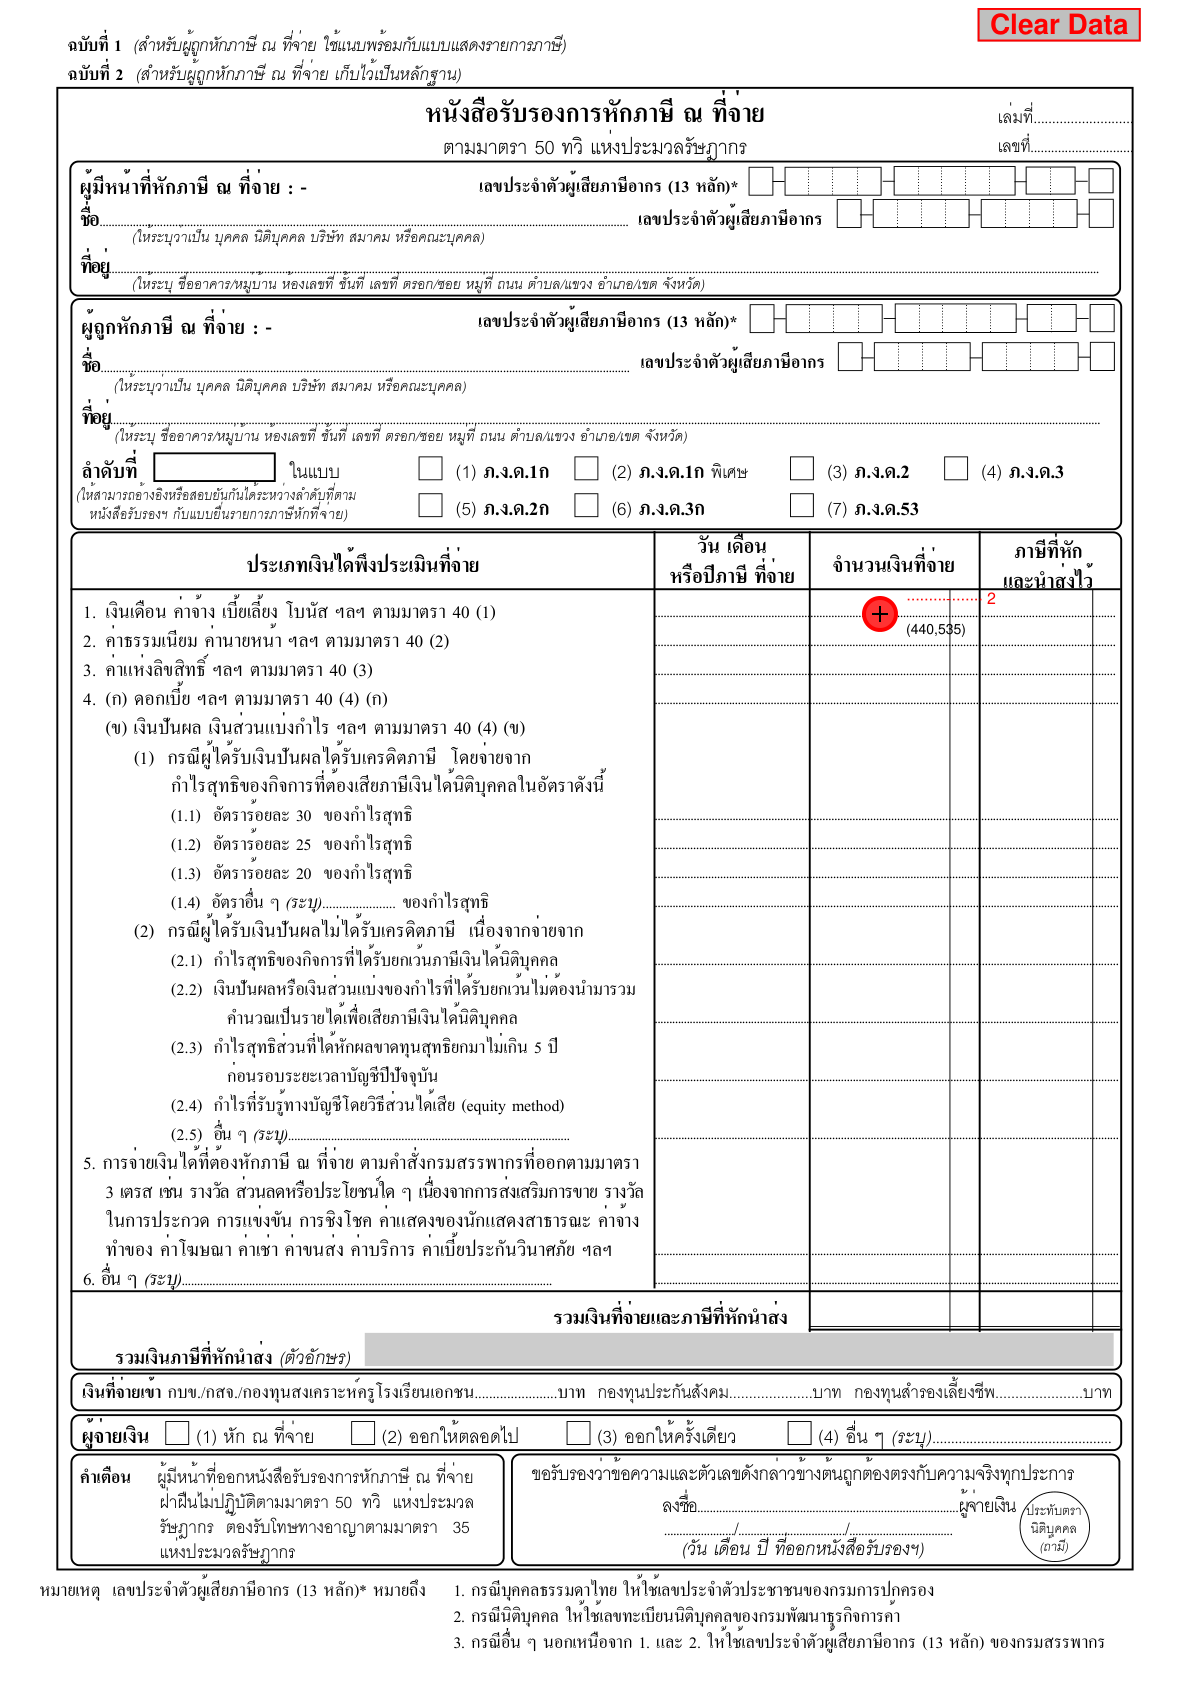 Clear Data
ฉบับที่ 1 (สำหรับผู้ถูกหักภาษี ณ ที่จ่าย ใช้แนบพร้อมกับแบบแสดงรายการภาษี)
ฉบับที่ 2 (สำหรับผู้ถูกหักภาษี ณ ที่จ่าย เก็บไว้เป็นหลักฐาน)
หนังสือรับรองการหักภาษี ณ ที่จ่าย
เล่มที่..........................
ตามมาตรา 50 ทวิ แห่งประมวลรัษฎากร
เลขที่............................
ผู้มีหน้าที่หักภาษี ณ ที่จ่าย : -
เลขประจำตัวผู้เสียภาษีอากร (13 หลัก)*
ชื่อ.................... เลขประจำตัวผู้เสียภาษีอากร
(ให้ระบุว่าเป็น บุคคล นิติบุคคล บริษัท สมาคม หรือคณะบุคคล)
ที่อยู่....................
(ให้ระบุ ชื่ออาคาร/หมู่บ้าน ห้องเลขที่ ชั้นที่ เลขที่ ตรอก/ซอย หมู่ที่ ถนน ตำบล/แขวง อำเภอ/เขต จังหวัด)
ผู้ถูกหักภาษี ณ ที่จ่าย : -
เลขประจำตัวผู้เสียภาษีอากร (13 หลัก)*
ชื่อ.................... เลขประจำตัวผู้เสียภาษีอากร
(ให้ระบุว่าเป็น บุคคล นิติบุคคล บริษัท สมาคม หรือคณะบุคคล)
ที่อยู่....................
(ให้ระบุ ชื่ออาคาร/หมู่บ้าน ห้องเลขที่ ชั้นที่ เลขที่ ตรอก/ซอย หมู่ที่ ถนน ตำบล/แขวง อำเภอ/เขต จังหวัด)
ลำดับที่ ในแบบ (1) ภ.ง.ด.1ก (2) ภ.ง.ด.1ก พิเศษ (3) ภ.ง.ด.2 (4) ภ.ง.ด.3
(ให้สามารถอ้างอิงหรือสอบยันกันได้ระหว่างลำดับที่ตาม
หนังสือรับรองฯ กับแบบยื่นรายการภาษีหักที่จ่าย)
(5) ภ.ง.ด.2ก (6) ภ.ง.ด.3ก (7) ภ.ง.ด.53
ประเภทเงินได้พึงประเมินที่จ่าย
วัน เดือน
หรือปีภาษี ที่จ่าย
จำนวนเงินที่จ่าย
ภาษีที่หัก
และนำส่งไว้
1. เงินเดือน ค่าจ้าง เบี้ยเลี้ยง โบนัส ฯลฯ ตามมาตรา 40 (1)
2
(440,535)
2. ค่าธรรมเนียม ค่านายหน้า ฯลฯ ตามมาตรา 40 (2)
3. ค่าแห่งลิขสิทธิ์ ฯลฯ ตามมาตรา 40 (3)
4. (ก) ดอกเบี้ย ฯลฯ ตามมาตรา 40 (4) (ก)
(ข) เงินปันผล เงินส่วนแบ่งกำไร ฯลฯ ตามมาตรา 40 (4) (ข)
(1) กรณีผู้ได้รับเงินปันผลได้รับเครดิตภาษี โดยจ่ายจาก
กำไรสุทธิของกิจการที่ต้องเสียภาษีเงินได้นิติบุคคลในอัตราดังนี้
(1.1) อัตราร้อยละ 30 ของกำไรสุทธิ
(1.2) อัตราร้อยละ 25 ของกำไรสุทธิ
(1.3) อัตราร้อยละ 20 ของกำไรสุทธิ
(1.4) อัตราอื่น ๆ (ระบุ)...................... ของกำไรสุทธิ
(2) กรณีผู้ได้รับเงินปันผลไม่ได้รับเครดิตภาษี เนื่องจากจ่ายจาก
(2.1) กำไรสุทธิของกิจการที่ได้รับยกเว้นภาษีเงินได้นิติบุคคล
(2.2) เงินปันผลหรือเงินส่วนแบ่งของกำไรที่ได้รับยกเว้นไม่ต้องนำมารวม
คำนวณเป็นรายได้เพื่อเสียภาษีเงินได้นิติบุคคล
(2.3) กำไรสุทธิส่วนที่ได้หักผลขาดทุนสุทธิยกมาไม่เกิน 5 ปี
ก่อนรอบระยะเวลาบัญชีปีปัจจุบัน
(2.4) กำไรที่รับรู้ทางบัญชีโดยวิธีส่วนได้เสีย (equity method)
(2.5) อื่น ๆ (ระบุ)....................
5. การจ่ายเงินได้ที่ต้องหักภาษี ณ ที่จ่าย ตามคำสั่งกรมสรรพากรที่ออกตามมาตรา
3 เตรส เช่น รางวัล ส่วนลดหรือประโยชน์ใด ๆ เนื่องจากการส่งเสริมการขาย รางวัล
ในการประกวด การแข่งขัน การชิงโชค ค่าแสดงของนักแสดงสาธารณะ ค่าจ้าง
ทำของ ค่าโฆษณา ค่าเช่า ค่าขนส่ง ค่าบริการ ค่าเบี้ยประกันวินาศภัย ฯลฯ
6. อื่น ๆ (ระบุ)....................
รวมเงินที่จ่ายและภาษีที่หักนำส่ง
รวมเงินภาษีที่หักนำส่ง (ตัวอักษร)
เงินที่จ่ายเข้า กบข./กสจ./กองทุนสงเคราะห์ครูโรงเรียนเอกชน....................บาท กองทุนประกันสังคม....................บาท กองทุนสำรองเลี้ยงชีพ....................บาท
ผู้จ่ายเงิน (1) หัก ณ ที่จ่าย (2) ออกให้ตลอดไป (3) ออกให้ครั้งเดียว (4) อื่น ๆ (ระบุ)....................
คำเตือน ผู้มีหน้าที่ออกหนังสือรับรองการหักภาษี ณ ที่จ่าย
ฝ่าฝืนไม่ปฏิบัติตามมาตรา 50 ทวิ แห่งประมวล
รัษฎากร ต้องรับโทษทางอาญาตามมาตรา 35
แห่งประมวลรัษฎากร
ขอรับรองว่าข้อความและตัวเลขดังกล่าวข้างต้นถูกต้องตรงกับความจริงทุกประการ
ลงชื่อ....................ผู้จ่ายเงิน
............/............/............
(วัน เดือน ปี ที่ออกหนังสือรับรองฯ)
ประทับตรา
นิติบุคคล
(ถ้ามี)
หมายเหตุ เลขประจำตัวผู้เสียภาษีอากร (13 หลัก)* หมายถึง 1. กรณีบุคคลธรรมดาไทย ให้ใช้เลขประจำตัวประชาชนของกรมการปกครอง
2. กรณีนิติบุคคล ให้ใช้เลขทะเบียนนิติบุคคลของกรมพัฒนาธุรกิจการค้า
3. กรณีอื่น ๆ นอกเหนือจาก 1. และ 2. ให้ใช้เลขประจำตัวผู้เสียภาษีอากร (13 หลัก) ของกรมสรรพากร